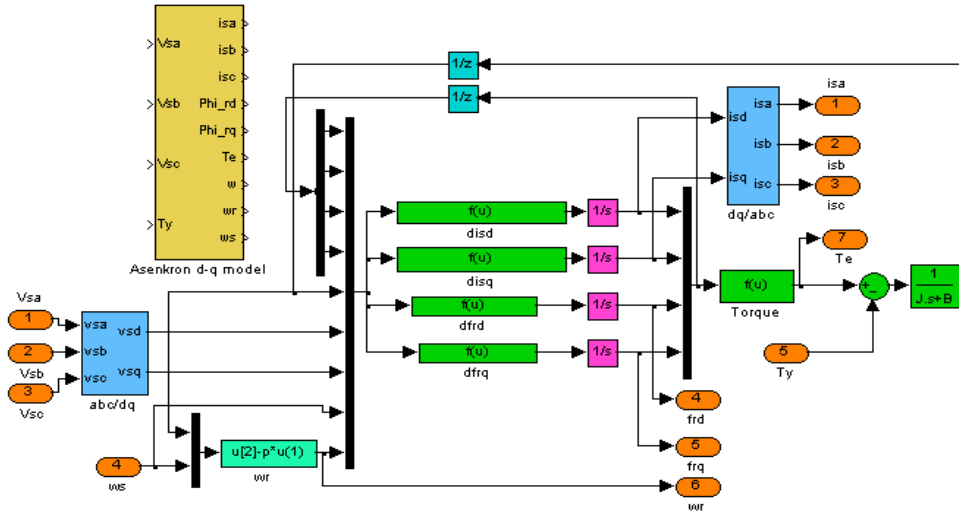 isa
Vsa
isb
isc
Vsb
Phi_rd
Phi_rq
Vsc
Te
w
wr
Ty
ws
Asenkron d-q model
1/z
1/z
isa
isa
1
isd
isb
2
isb
isq
isc
3
isc
dq/abc
f(u)
1/s
disd
f(u)
1/s
disq
f(u)
1/s
dfrd
f(u)
1/s
dfrq
7
Te
f(u)
Torque
+
-
1
J.s+B
5
Ty
Vsa
1
vsa
vsd
2
vsb
Vsb
vsq
3
vsc
Vsc
abc/dq
4
frd
5
frq
u[2]-p*u(1)
wr
4
ws
6
wr